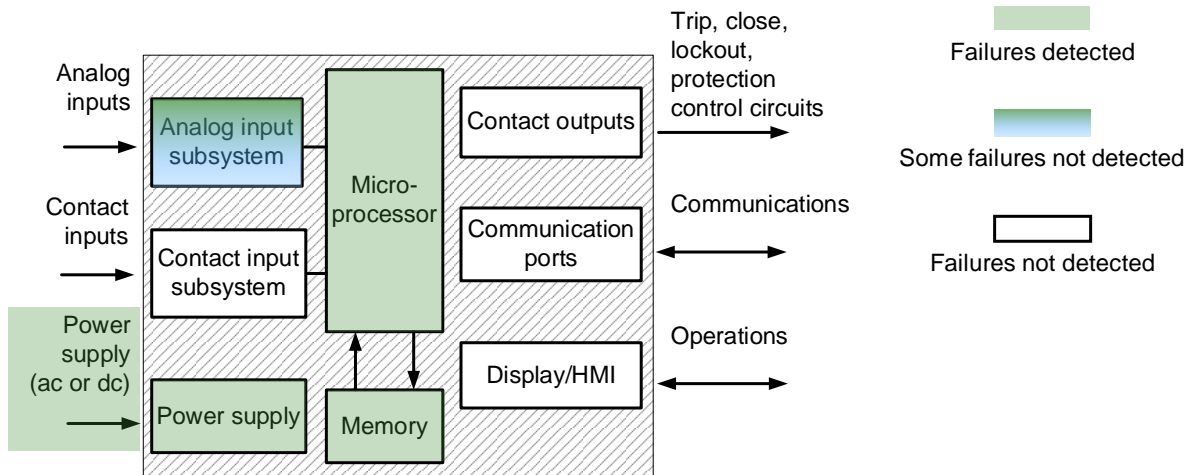 Analog
inputs
Analog input
subsystem
Contact
inputs
Contact input
subsystem
Power
supply
(ac or dc)
Power supply
Micro-
processor
Memory
Contact outputs
Communication
ports
Display/HMI
Trip, close,
lockout,
protection
control circuits
Communications
Operations
Failures detected
Some failures not detected
Failures not detected